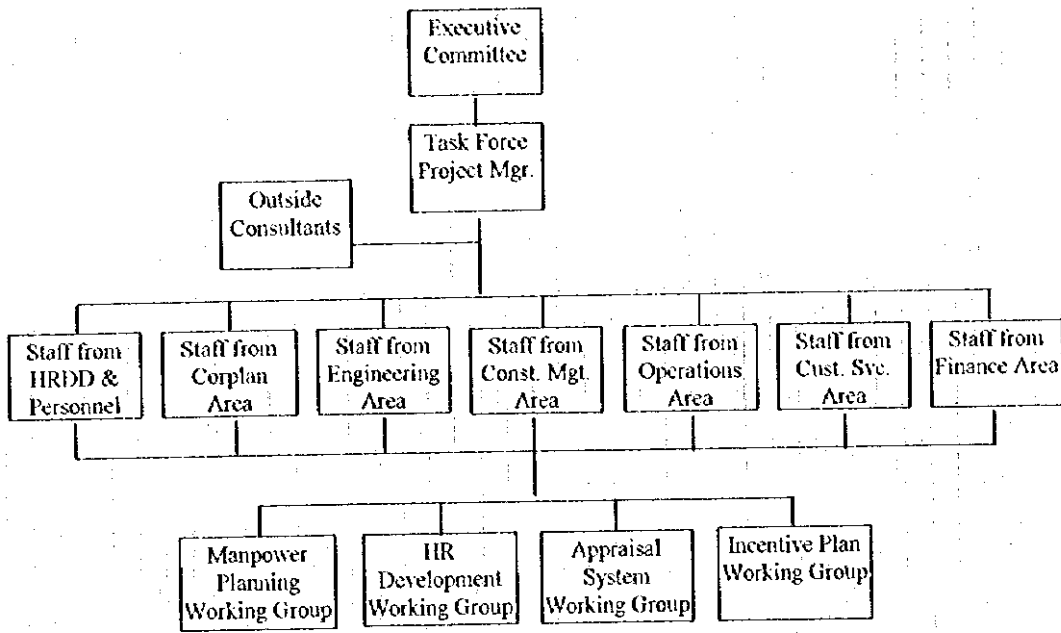 Executive
Committee
Task Force
Project Mgr.
Outside
Consultants
Staff from
HRDD &
Personnel
Staff from
Corplan
Area
Staff from
Engineering
Area
Staff from
Const. Mgt.
Area
Staff from
Operations
Area
Staff from
Cust. Svc.
Area
Staff from
Finance Area
Manpower
Planning
Working Group
HR
Development
Working Group
Appraisal
System
Working Group
Incentive Plan
Working Group